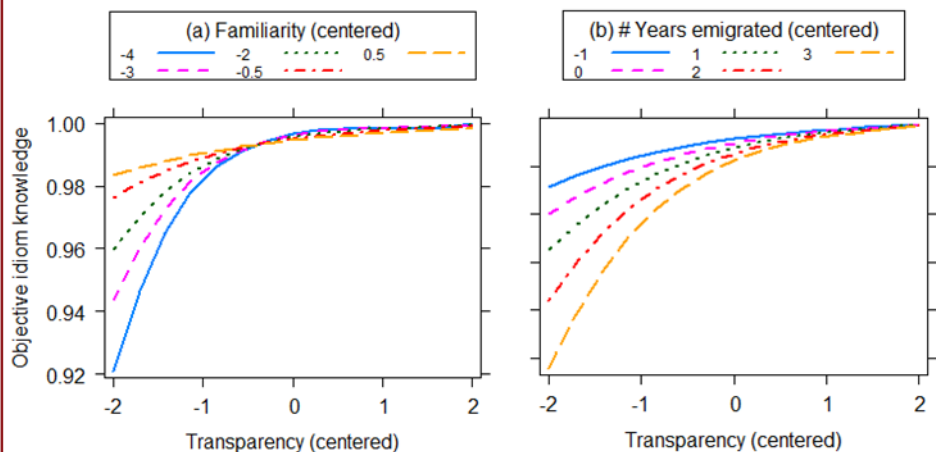 (a) Familiarity (centered)
-4 -2 0.5
-3 -0.5
(b) # Years emigrated (centered)
-1 1 3
0 2
Objective idiom knowledge
1.00
0.98
0.96
0.94
0.92
-2 -1 0 1 2
Transparency (centered)
-2 -1 0 1 2
Transparency (centered)